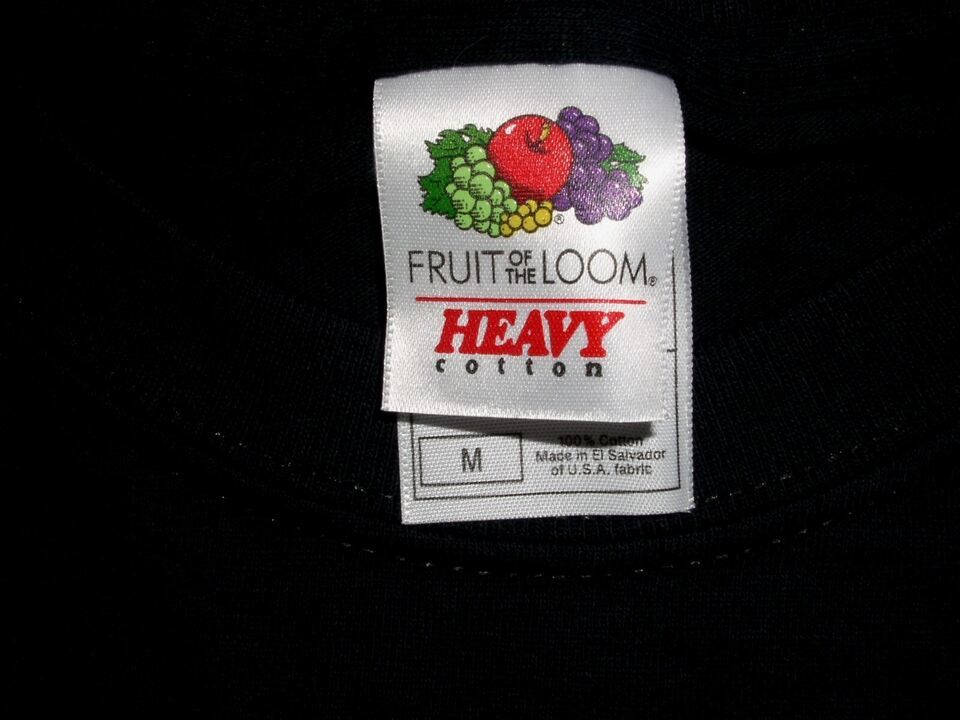 FRUIT OF THE LOOM®
HEAVY
cotton
M
100% Cotton
Made in El Salvador
of U.S.A. fabric